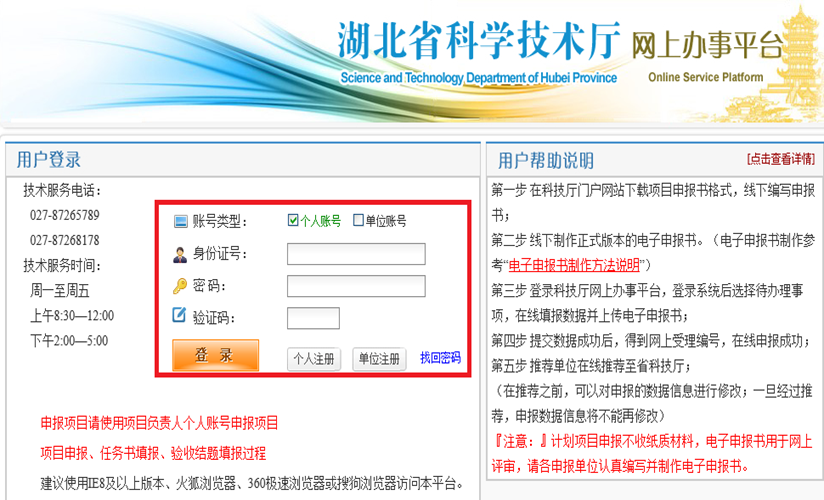 湖北省科学技术厅 网上办事平台
Science and Technology Department of Hubei Province Online Service Platform
用户登录
技术服务电话：
027-87265789
027-87268178
技术服务时间：
周一至周五
上午8:30—12:00
下午2:00—5:00
账号类型： 个人账号 单位账号
身份证号：
密码：
验证码：
登 录 个人注册 单位注册 找回密码
申报项目请使用项目负责人个人账号申报项目
项目申报、任务书填报、验收结题填报过程
建议使用IE8及以上版本、火狐浏览器、360极速浏览器或搜狗浏览器访问本平台。
用户帮助说明 [点击查看详情]
第一步 在科技厅门户网站下载项目申报书格式，线下编写申报
书；
第二步 线下制作正式版本的电子申报书。（电子申报书制作参
考“电子申报书制作方法说明”）
第三步 登录科技厅网上办事平台，登录系统后选择待办理事
项，在线填报数据并上传电子申报书；
第四步 提交数据成功后，得到网上受理编号，在线申报成功；
第五步 推荐单位在线推荐至省科技厅；
（在推荐之前，可以对申报的数据信息进行修改；一旦经过推
荐，申报数据信息将不能再修改）
『注意：』计划项目申报不收纸质材料，电子申报书用于网上
评审，请各申报单位认真编写并制作电子申报书。